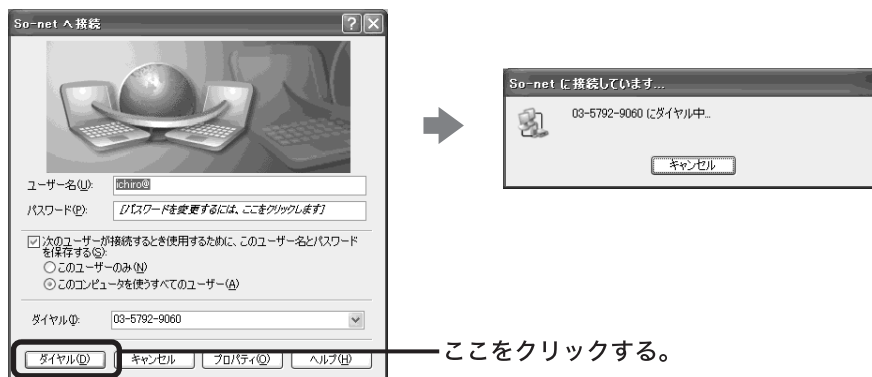 So-net へ接続
ユーザー名(U):
ichiro@
パスワード(P):
[パスワードを変更するには、ここをクリックします]
次のユーザーが接続するとき使用するために、このユーザー名とパスワード
を保存する(S):
このユーザーのみ(N)
このコンピュータを使うすべてのユーザー(A)
ダイヤル(I):
03-5792-9060
ダイヤル(D)
キャンセル
プロパティ(O)
ヘルプ(H)
ここをクリックする。
So-net に接続しています...
03-5792-9060 にダイヤル中...
キャンセル